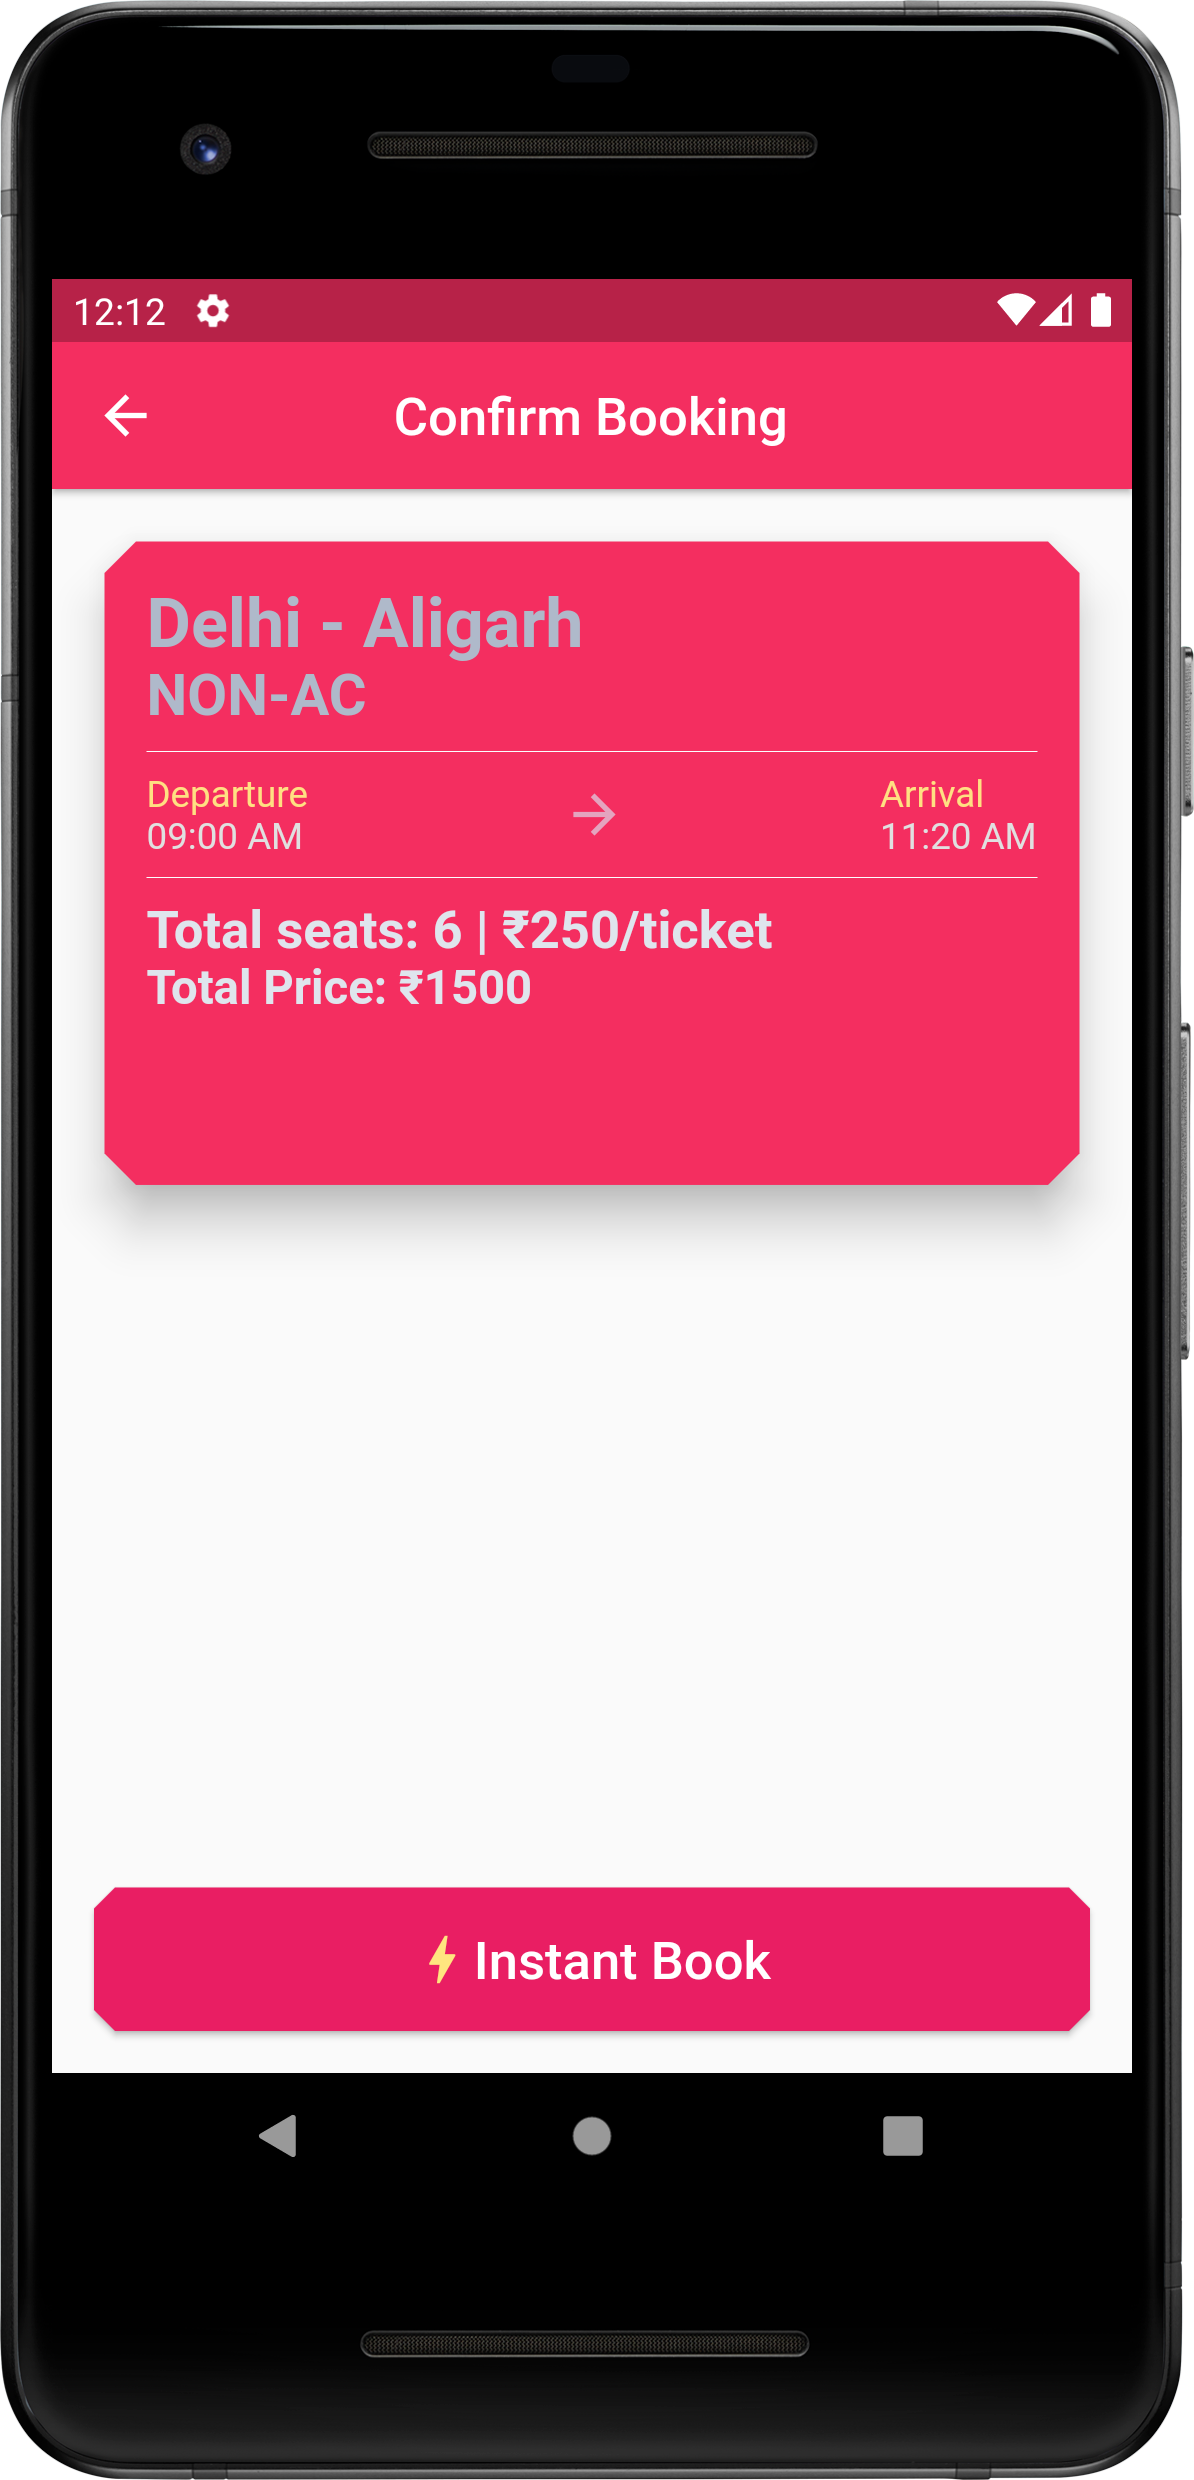 12:12
Confirm Booking
Delhi - Aligarh
NON-AC
Departure
Arrival
09:00 AM
11:20 AM
Total seats: 6 | ₹250/ticket
Total Price: ₹1500
Instant Book